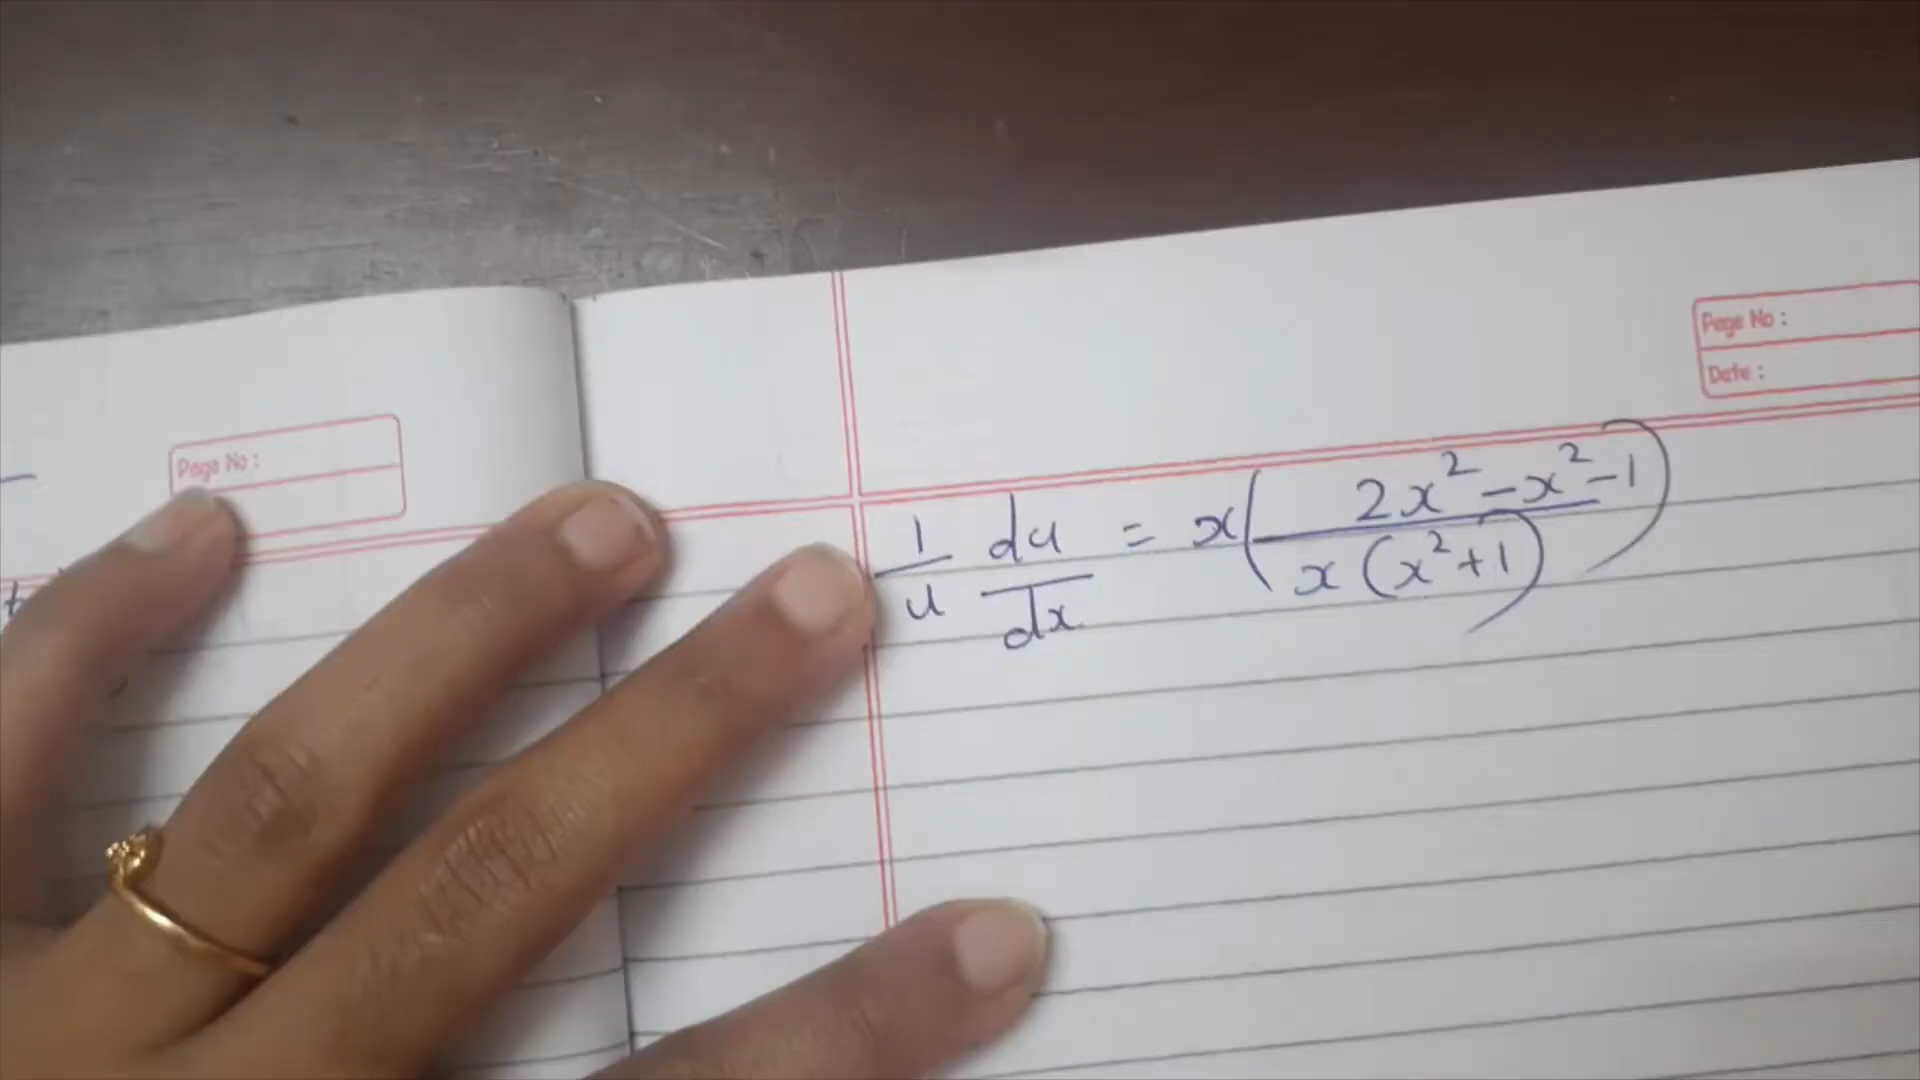 Page No :
Page No :
Date :
1/u du/dx = x( (2x² - x² - 1) / (x(x² + 1)) )